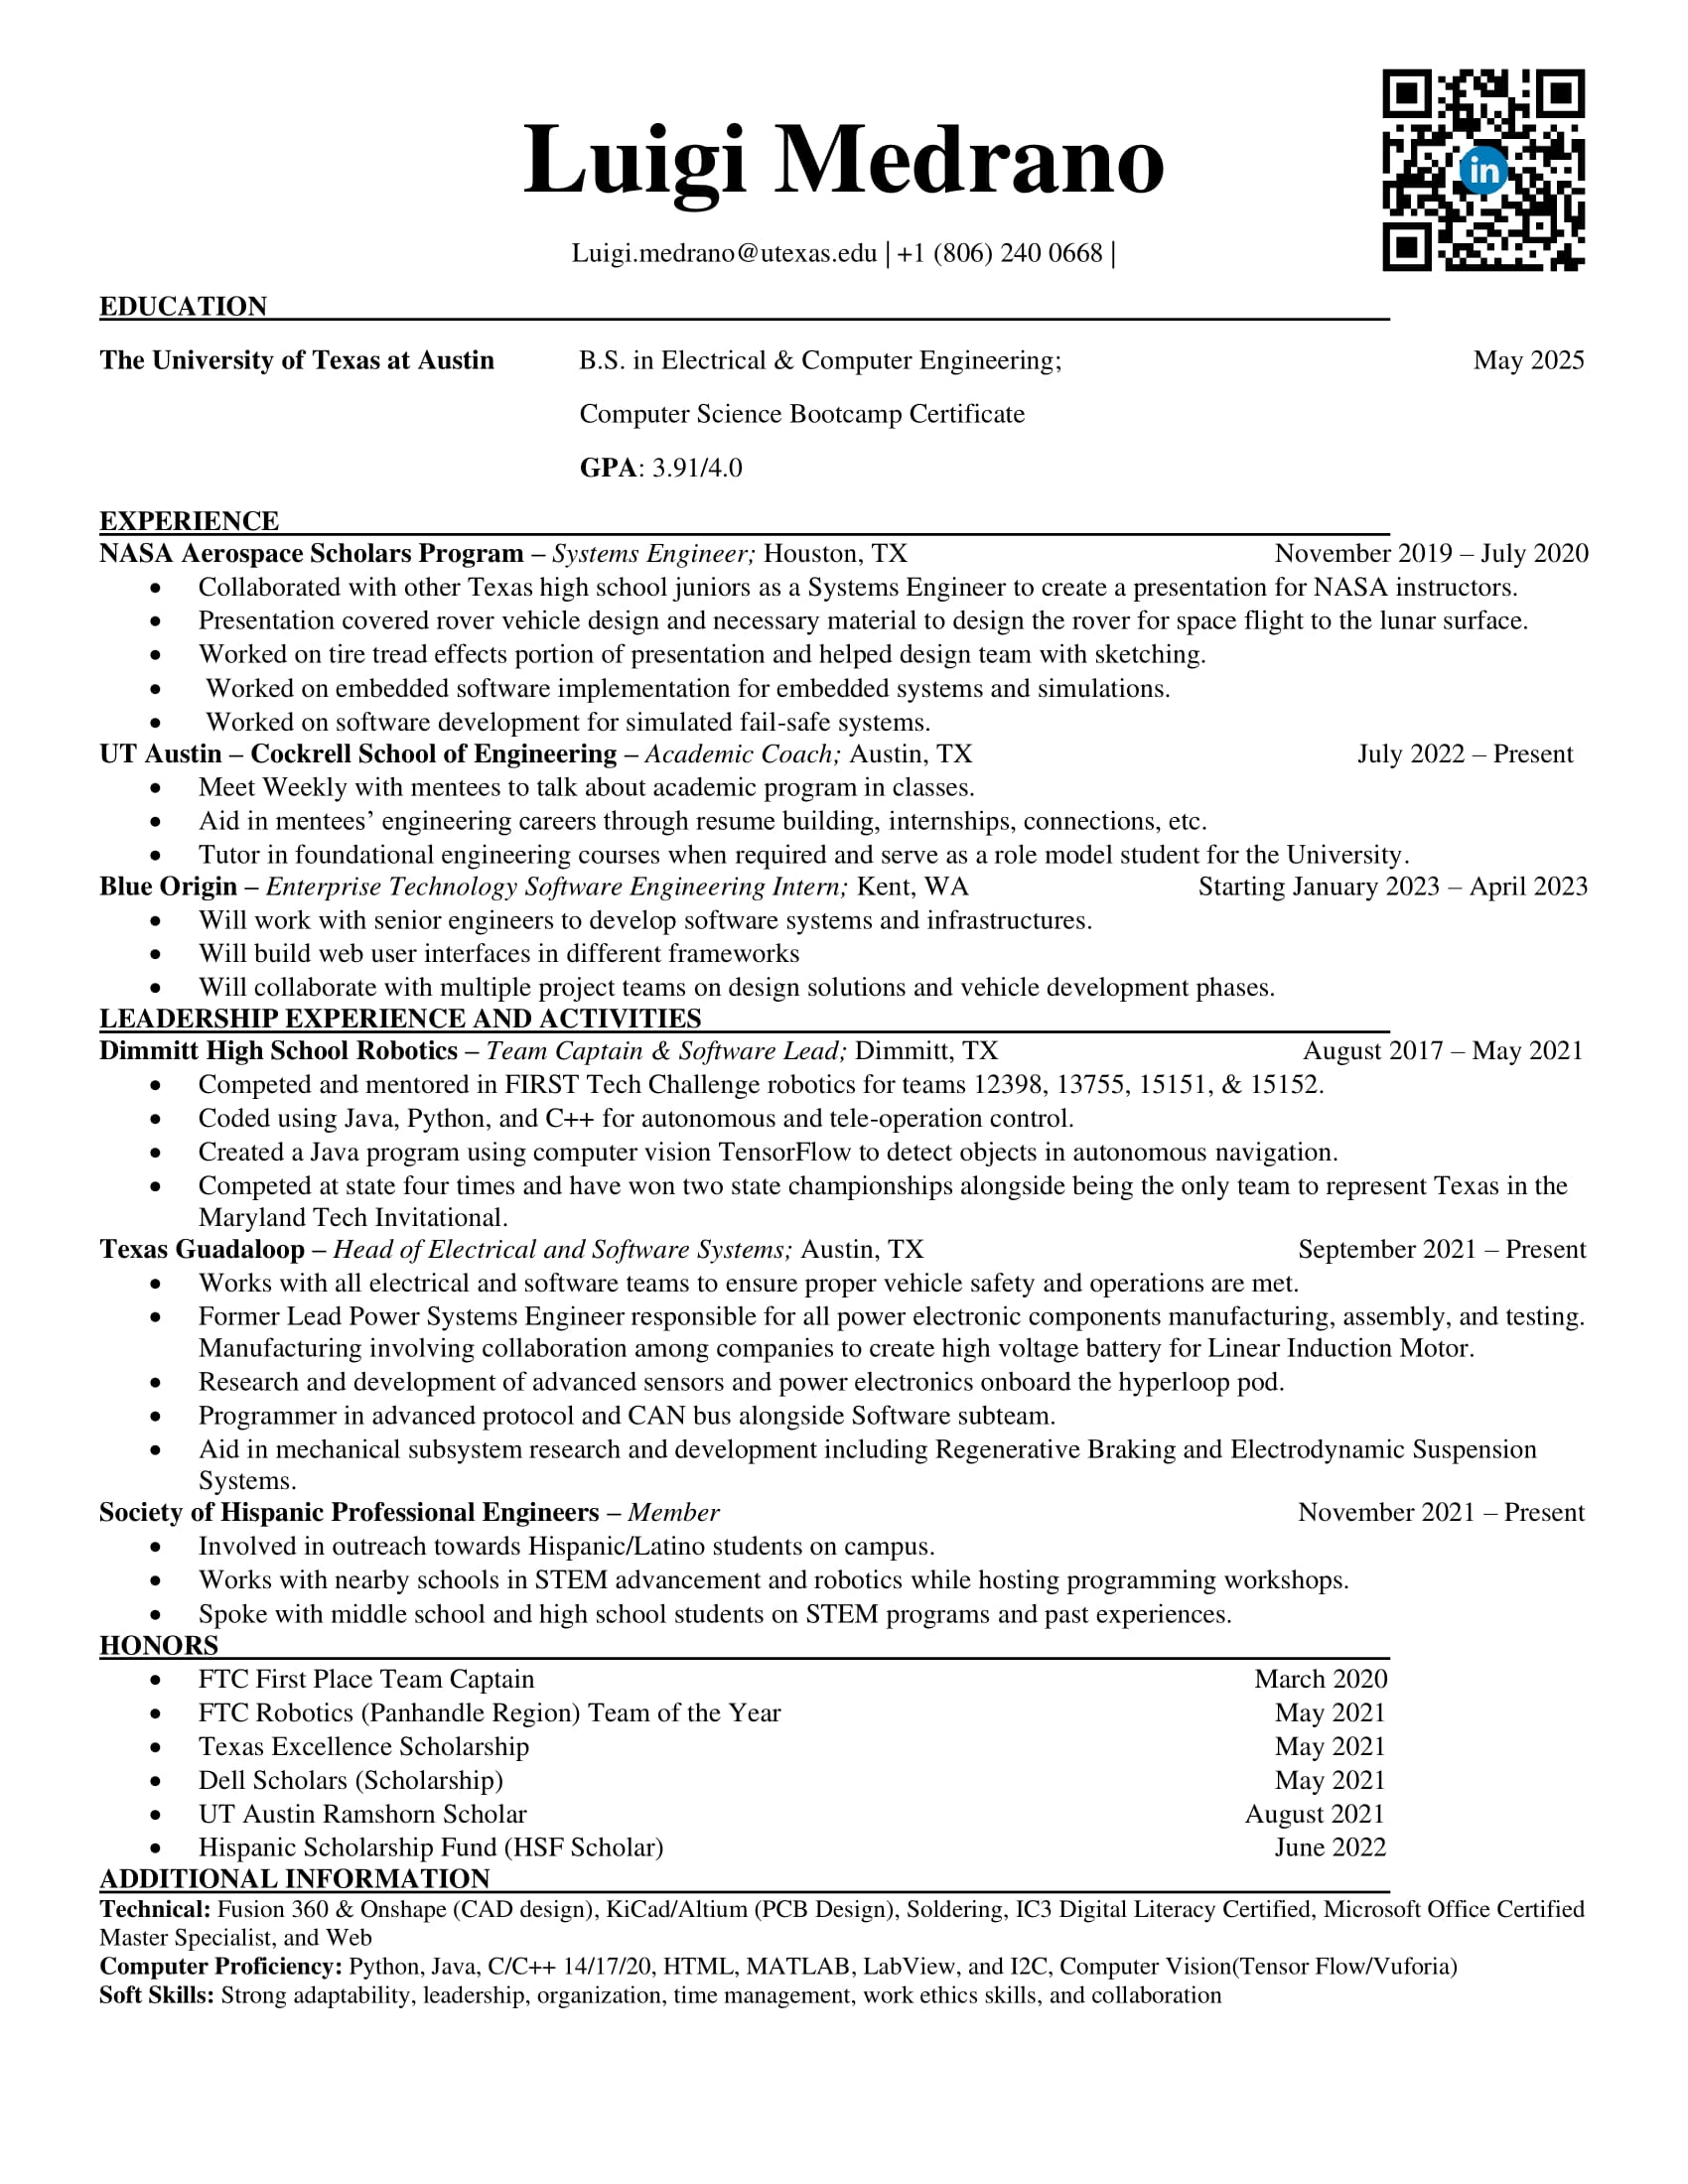 Luigi Medrano
in
Luigi.medrano@utexas.edu | +1 (806) 240 0668 |
EDUCATION
The University of Texas at Austin B.S. in Electrical & Computer Engineering; May 2025
Computer Science Bootcamp Certificate
GPA: 3.91/4.0
EXPERIENCE
NASA Aerospace Scholars Program – Systems Engineer; Houston, TX November 2019 – July 2020
• Collaborated with other Texas high school juniors as a Systems Engineer to create a presentation for NASA instructors.
• Presentation covered rover vehicle design and necessary material to design the rover for space flight to the lunar surface.
• Worked on tire tread effects portion of presentation and helped design team with sketching.
• Worked on embedded software implementation for embedded systems and simulations.
• Worked on software development for simulated fail-safe systems.
UT Austin – Cockrell School of Engineering – Academic Coach; Austin, TX July 2022 – Present
• Meet Weekly with mentees to talk about academic program in classes.
• Aid in mentees’ engineering careers through resume building, internships, connections, etc.
• Tutor in foundational engineering courses when required and serve as a role model student for the University.
Blue Origin – Enterprise Technology Software Engineering Intern; Kent, WA Starting January 2023 – April 2023
• Will work with senior engineers to develop software systems and infrastructures.
• Will build web user interfaces in different frameworks
• Will collaborate with multiple project teams on design solutions and vehicle development phases.
LEADERSHIP EXPERIENCE AND ACTIVITIES
Dimmitt High School Robotics – Team Captain & Software Lead; Dimmitt, TX August 2017 – May 2021
• Competed and mentored in FIRST Tech Challenge robotics for teams 12398, 13755, 15151, & 15152.
• Coded using Java, Python, and C++ for autonomous and tele-operation control.
• Created a Java program using computer vision TensorFlow to detect objects in autonomous navigation.
• Competed at state four times and have won two state championships alongside being the only team to represent Texas in the
Maryland Tech Invitational.
Texas Guadaloop – Head of Electrical and Software Systems; Austin, TX September 2021 – Present
• Works with all electrical and software teams to ensure proper vehicle safety and operations are met.
• Former Lead Power Systems Engineer responsible for all power electronic components manufacturing, assembly, and testing.
Manufacturing involving collaboration among companies to create high voltage battery for Linear Induction Motor.
• Research and development of advanced sensors and power electronics onboard the hyperloop pod.
• Programmer in advanced protocol and CAN bus alongside Software subteam.
• Aid in mechanical subsystem research and development including Regenerative Braking and Electrodynamic Suspension
Systems.
Society of Hispanic Professional Engineers – Member November 2021 – Present
• Involved in outreach towards Hispanic/Latino students on campus.
• Works with nearby schools in STEM advancement and robotics while hosting programming workshops.
• Spoke with middle school and high school students on STEM programs and past experiences.
HONORS
• FTC First Place Team Captain March 2020
• FTC Robotics (Panhandle Region) Team of the Year May 2021
• Texas Excellence Scholarship May 2021
• Dell Scholars (Scholarship) May 2021
• UT Austin Ramshorn Scholar August 2021
• Hispanic Scholarship Fund (HSF Scholar) June 2022
ADDITIONAL INFORMATION
Technical: Fusion 360 & Onshape (CAD design), KiCad/Altium (PCB Design), Soldering, IC3 Digital Literacy Certified, Microsoft Office Certified
Master Specialist, and Web
Computer Proficiency: Python, Java, C/C++ 14/17/20, HTML, MATLAB, LabView, and I2C, Computer Vision(Tensor Flow/Vuforia)
Soft Skills: Strong adaptability, leadership, organization, time management, work ethics skills, and collaboration